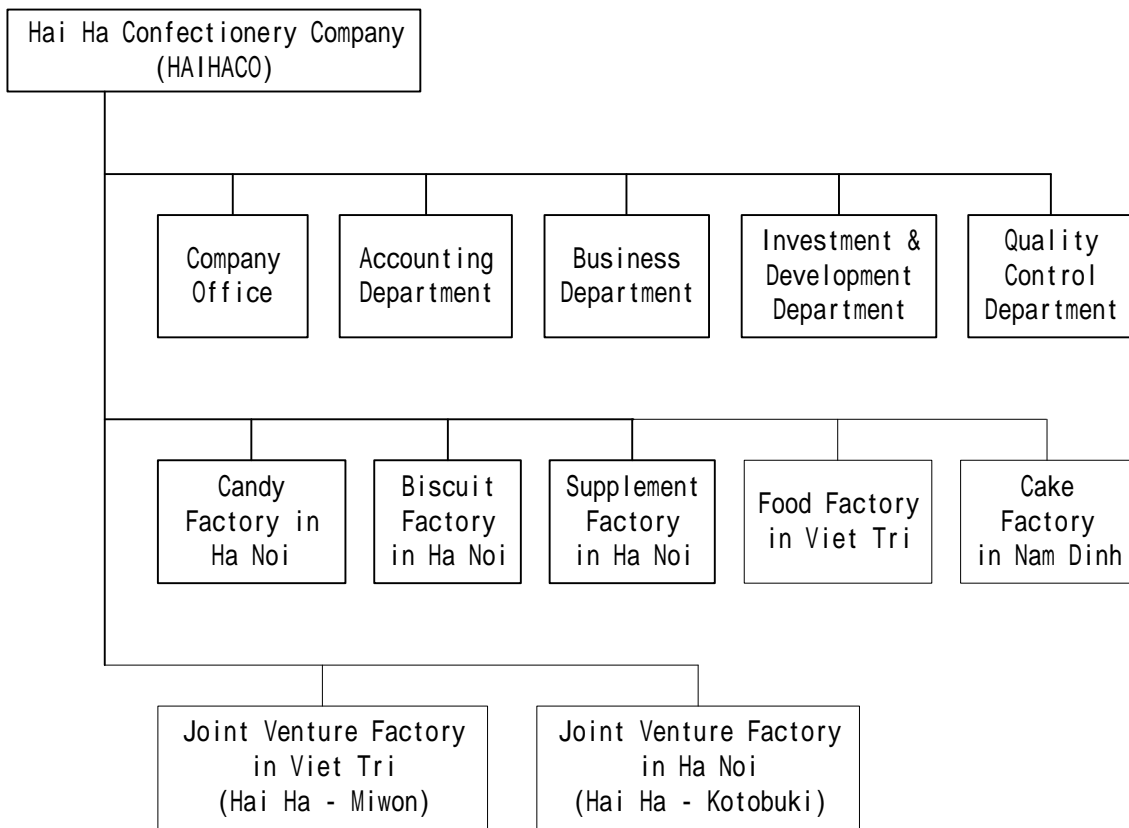 Hai Ha Confectionery Company
(HAIHACO)
Company
Office
Accounting
Department
Business
Department
Investment &
Development
Department
Quality
Control
Department
Candy
Factory in
Ha Noi
Biscuit
Factory
in Ha Noi
Supplement
Factory
in Ha Noi
Food Factory
in Viet Tri
Cake
Factory
in Nam Dinh
Joint Venture Factory
in Viet Tri
(Hai Ha - Miwon)
Joint Venture Factory
in Ha Noi
(Hai Ha - Kotobuki)